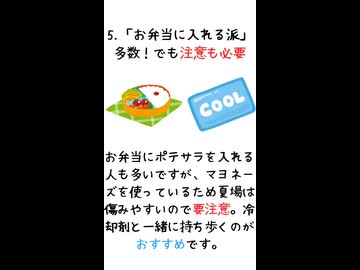 5.「お弁当に入れる派」
多数！でも注意も必要
COOL
お弁当にポテサラを入れる
人も多いですが、マヨネー
ズを使っているため夏場は
傷みやすいので要注意。冷
却剤と一緒に持ち歩くのが
おすすめです。